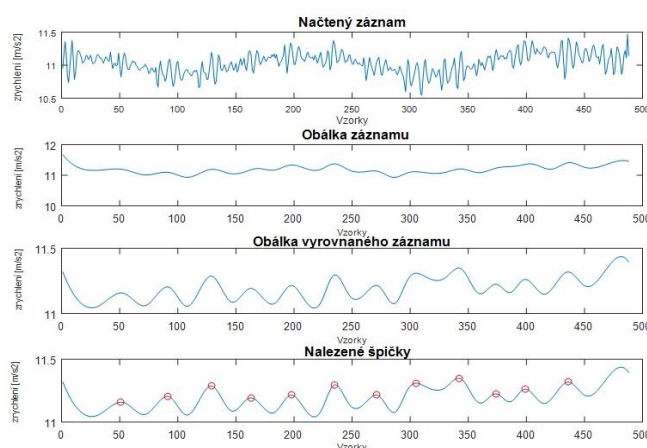 Načtený záznam
zrychlení [m/s2]
11.5
11
10.5
0 50 100 150 200 250 300 350 400 450 500
Vzorky
Obálka záznamu
zrychlení [m/s2]
12
11
10
0 50 100 150 200 250 300 350 400 450 500
Vzorky
Obálka vyrovnaného záznamu
zrychlení [m/s2]
11.5
11
0 50 100 150 200 250 300 350 400 450 500
Vzorky
Nalezené špičky
zrychlení [m/s2]
11.5
11
0 50 100 150 200 250 300 350 400 450 500
Vzorky